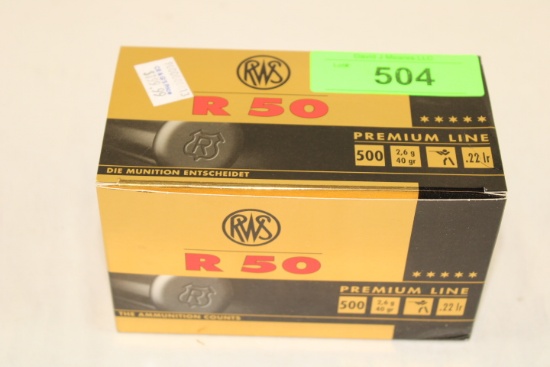 RWS
504
R 50
PREMIUM LINE
500 2,6 g 40 gr .22 lr
DIE MUNITION ENTSCHEIDET
RWS
R 50
PREMIUM LINE
500 2,6 g 40 gr .22 lr
THE AMMUNITION COUNTS